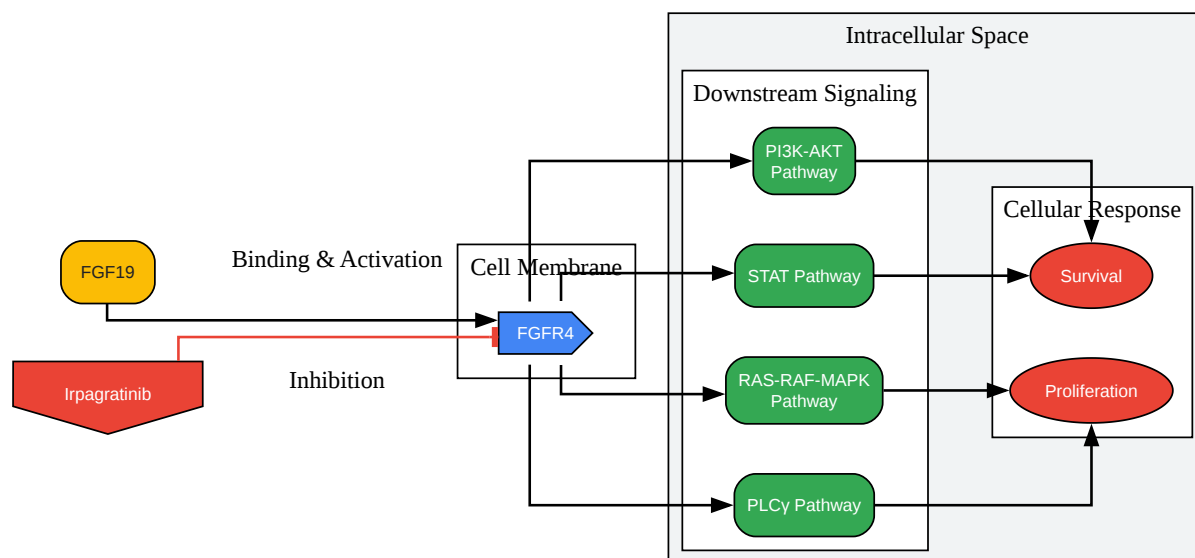 Intracellular Space
Downstream Signaling
PI3K-AKT
Pathway
Cellular Response
Binding & Activation
Cell Membrane
FGF19
STAT Pathway
Survival
FGFR4
Inhibition
Irpagratinib
RAS-RAF-MAPK
Pathway
Proliferation
PLCγ Pathway